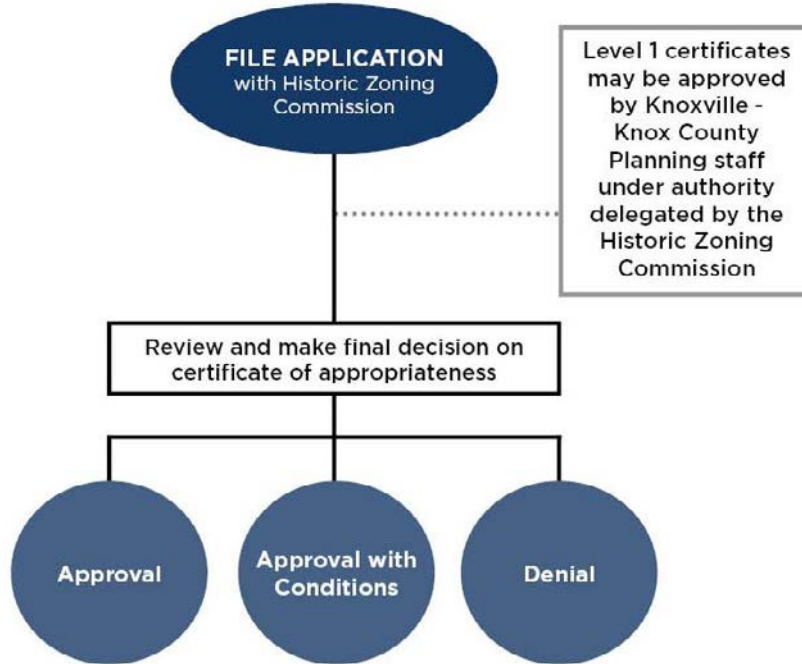 FILE APPLICATION
with Historic Zoning
Commission
Level 1 certificates
may be approved
by Knoxville -
Knox County
Planning staff
under authority
delegated by the
Historic Zoning
Commission
Review and make final decision on
certificate of appropriateness
Approval
Approval with
Conditions
Denial